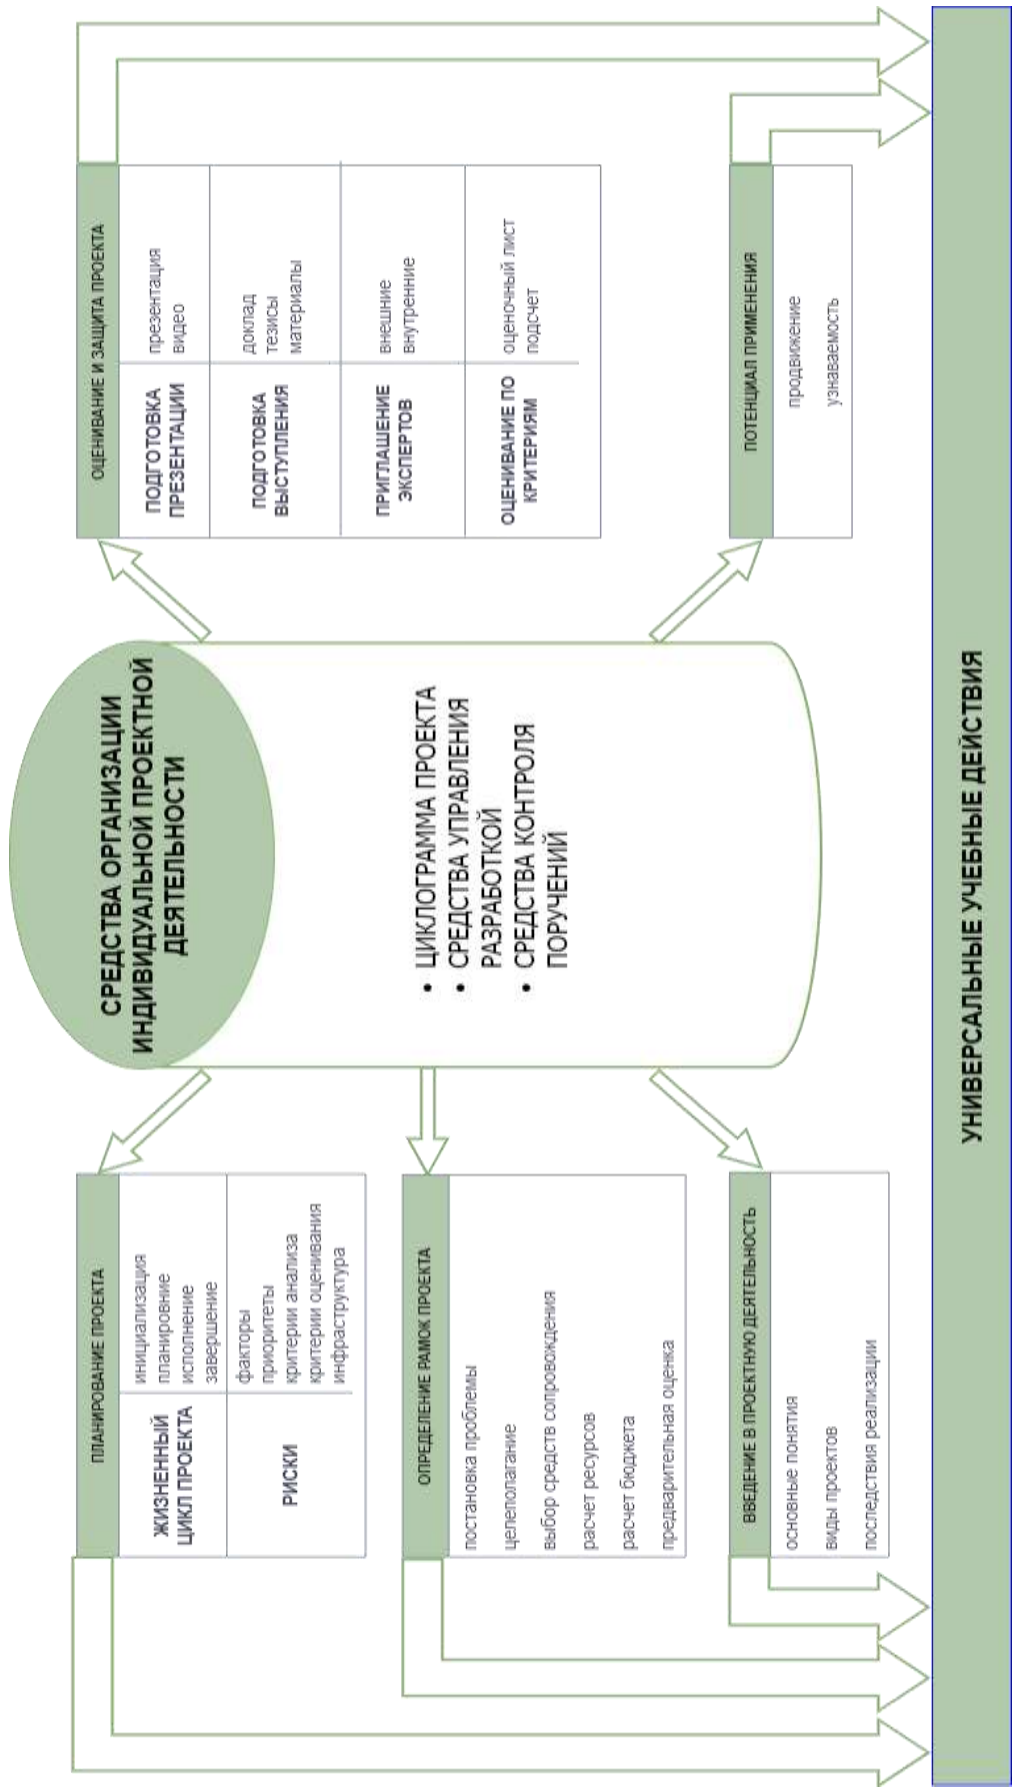 СРЕДСТВА ОРГАНИЗАЦИИ
ИНДИВИДУАЛЬНОЙ ПРОЕКТНОЙ
ДЕЯТЕЛЬНОСТИ
• ЦИКЛОГРАММА ПРОЕКТА
• СРЕДСТВА УПРАВЛЕНИЯ
РАЗРАБОТКОЙ
• СРЕДСТВА КОНТРОЛЯ
ПОРУЧЕНИЙ
ПЛАНИРОВАНИЕ ПРОЕКТА
ЖИЗНЕННЫЙ
ЦИКЛ ПРОЕКТА
инициализация
планировние
исполнение
завершение
РИСКИ
факторы
приоритеты
критерии анализа
критерии оценивания
инфраструктура
ОПРЕДЕЛЕНИЕ РАМОК ПРОЕКТА
постановка проблемы
целеполагание
выбор средств сопровождения
расчет ресурсов
расчет бюджета
предварительная оценка
ВВЕДЕНИЕ В ПРОЕКТНУЮ ДЕЯТЕЛЬНОСТЬ
основные понятия
виды проектов
последствия реализации
ОЦЕНИВАНИЕ И ЗАЩИТА ПРОЕКТА
ПОДГОТОВКА
ПРЕЗЕНТАЦИИ
презентация
видео
ПОДГОТОВКА
ВЫСТУПЛЕНИЯ
доклад
тезисы
материалы
ПРИГЛАШЕНИЕ
ЭКСПЕРТОВ
внешние
внутренние
ОЦЕНИВАНИЕ ПО
КРИТЕРИЯМ
оценочный лист
подсчет
ПОТЕНЦИАЛ ПРИМЕНЕНИЯ
продвижение
узнаваемость
УНИВЕРСАЛЬНЫЕ УЧЕБНЫЕ ДЕЙСТВИЯ